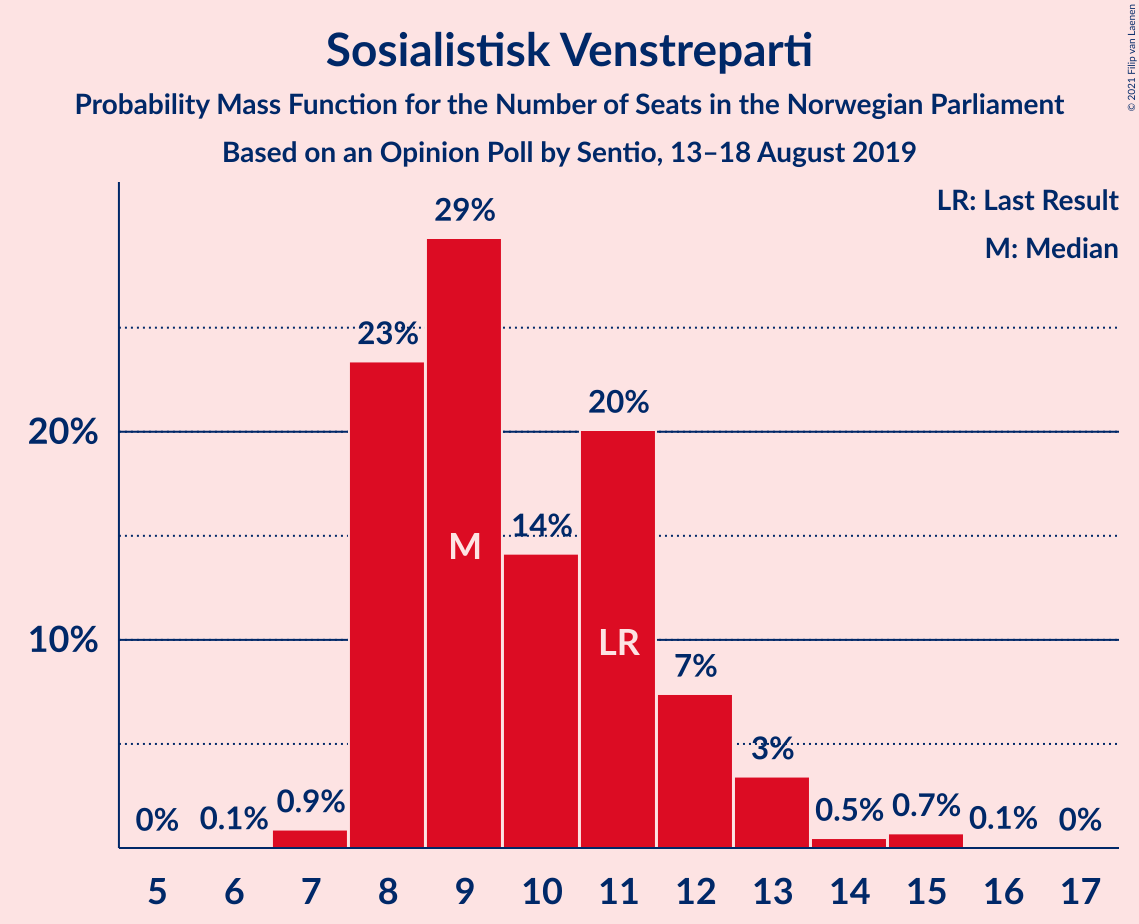 © 2021 Filip van Laenen
Sosialistisk Venstreparti
Probability Mass Function for the Number of Seats in the Norwegian Parliament
Based on an Opinion Poll by Sentio, 13–18 August 2019
LR: Last Result
M: Median
29%
23%
20%
20%
14%
M
LR
10%
7%
3%
0%
0.1%
0.9%
0.5%
0.7%
0.1%
0%
5 6 7 8 9 10 11 12 13 14 15 16 17